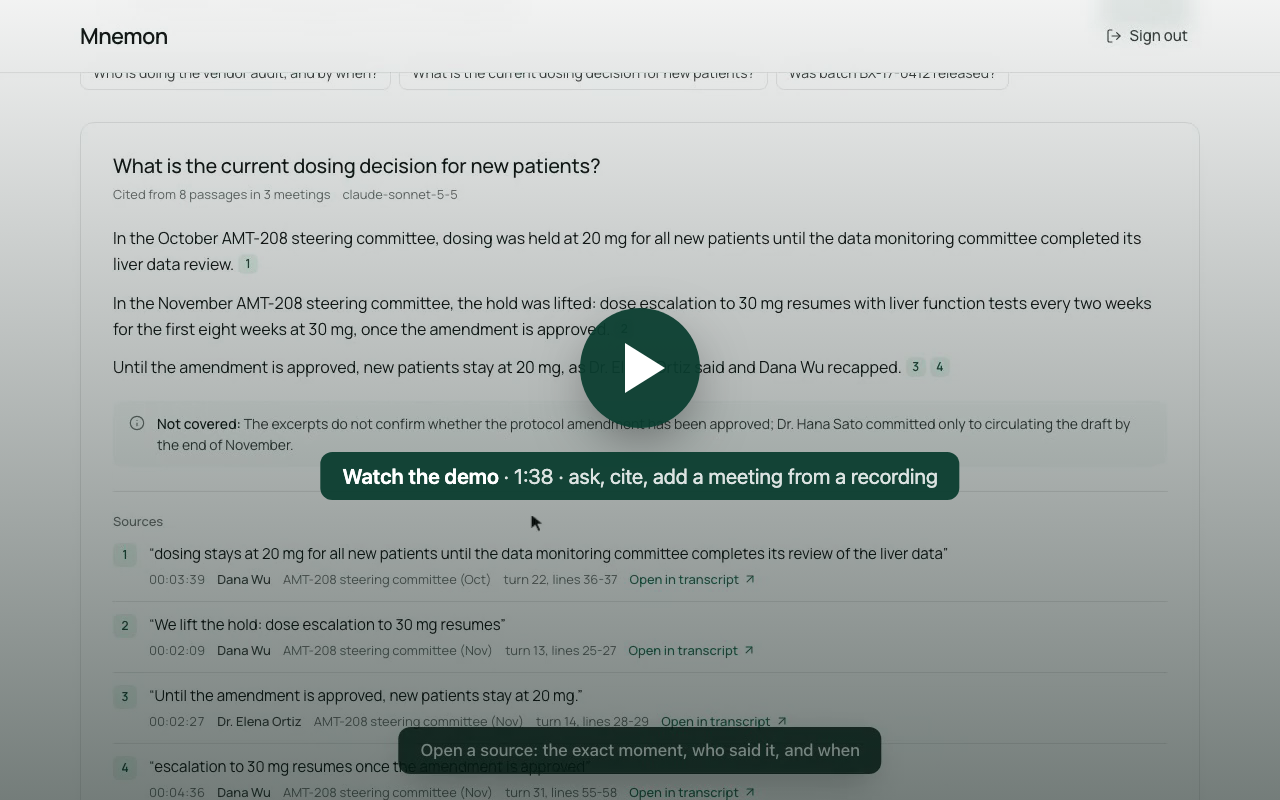 Mnemon
Sign out
Who is doing the vendor audit, and by when?
What is the current dosing decision for new patients?
Was batch BX-17-0412 released?
What is the current dosing decision for new patients?
Cited from 8 passages in 3 meetings claude-sonnet-5-5
In the October AMT-208 steering committee, dosing was held at 20 mg for all new patients until the data monitoring committee completed its
liver data review. 1
In the November AMT-208 steering committee, the hold was lifted: dose escalation to 30 mg resumes with liver function tests every two weeks
for the first eight weeks at 30 mg, once the amendment is approved. 2
Until the amendment is approved, new patients stay at 20 mg, as Dr. Elena Ortiz said and Dana Wu recapped. 3 4
Not covered: The excerpts do not confirm whether the protocol amendment has been approved; Dr. Hana Sato committed only to circulating the draft by
the end of November.
Watch the demo · 1:38 · ask, cite, add a meeting from a recording
Sources
1 “dosing stays at 20 mg for all new patients until the data monitoring committee completes its review of the liver data”
00:03:39 Dana Wu AMT-208 steering committee (Oct) turn 22, lines 36-37 Open in transcript
2 “We lift the hold: dose escalation to 30 mg resumes”
00:02:09 Dana Wu AMT-208 steering committee (Nov) turn 13, lines 25-27 Open in transcript
3 “Until the amendment is approved, new patients stay at 20 mg.”
00:02:27 Dr. Elena Ortiz AMT-208 steering committee (Nov) turn 14, lines 28-29 Open in transcript
Open a source: the exact moment, who said it, and when
4 “escalation to 30 mg resumes once the amendment is approved”
00:04:36 Dana Wu AMT-208 steering committee (Nov) turn 31, lines 55-58 Open in transcript